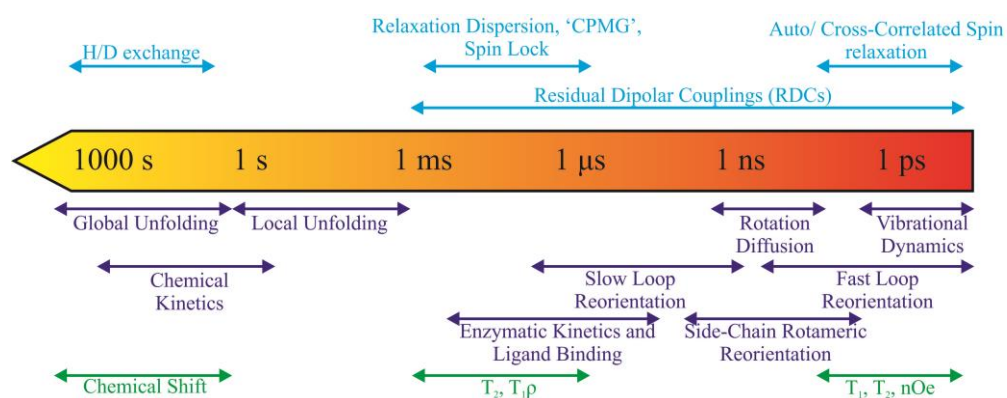 Relaxation Dispersion, ‘CPMG’,
Spin Lock
Auto/ Cross-Correlated Spin
relaxation
H/D exchange
Residual Dipolar Couplings (RDCs)
1000 s 1 s 1 ms 1 μs 1 ns 1 ps
Global Unfolding
Local Unfolding
Rotation
Diffusion
Vibrational
Dynamics
Chemical
Kinetics
Slow Loop
Reorientation
Fast Loop
Reorientation
Enzymatic Kinetics and
Ligand Binding
Side-Chain Rotameric
Reorientation
Chemical Shift
T₂, T₁ρ
T₁, T₂, nOe